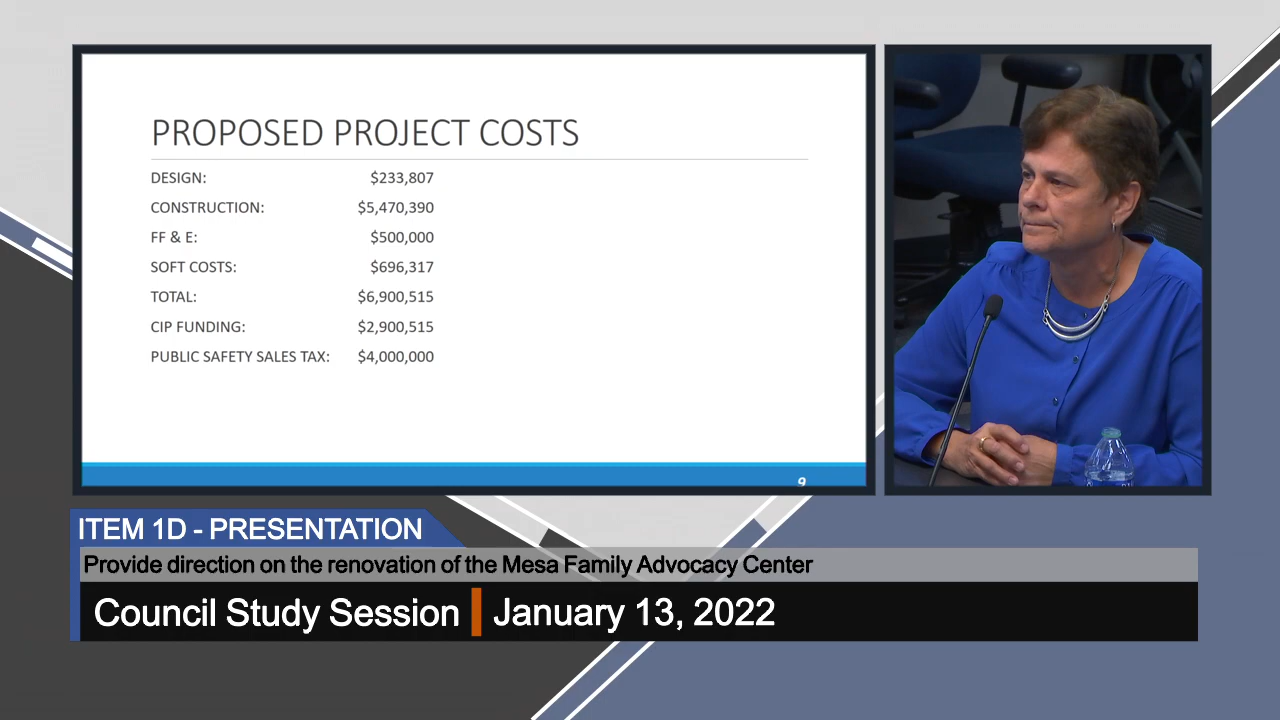 PROPOSED PROJECT COSTS
DESIGN: $233,807
CONSTRUCTION: $5,470,390
FF & E: $500,000
SOFT COSTS: $696,317
TOTAL: $6,900,515
CIP FUNDING: $2,900,515
PUBLIC SAFETY SALES TAX: $4,000,000
9
ITEM 1D - PRESENTATION
Provide direction on the renovation of the Mesa Family Advocacy Center
Council Study Session January 13, 2022